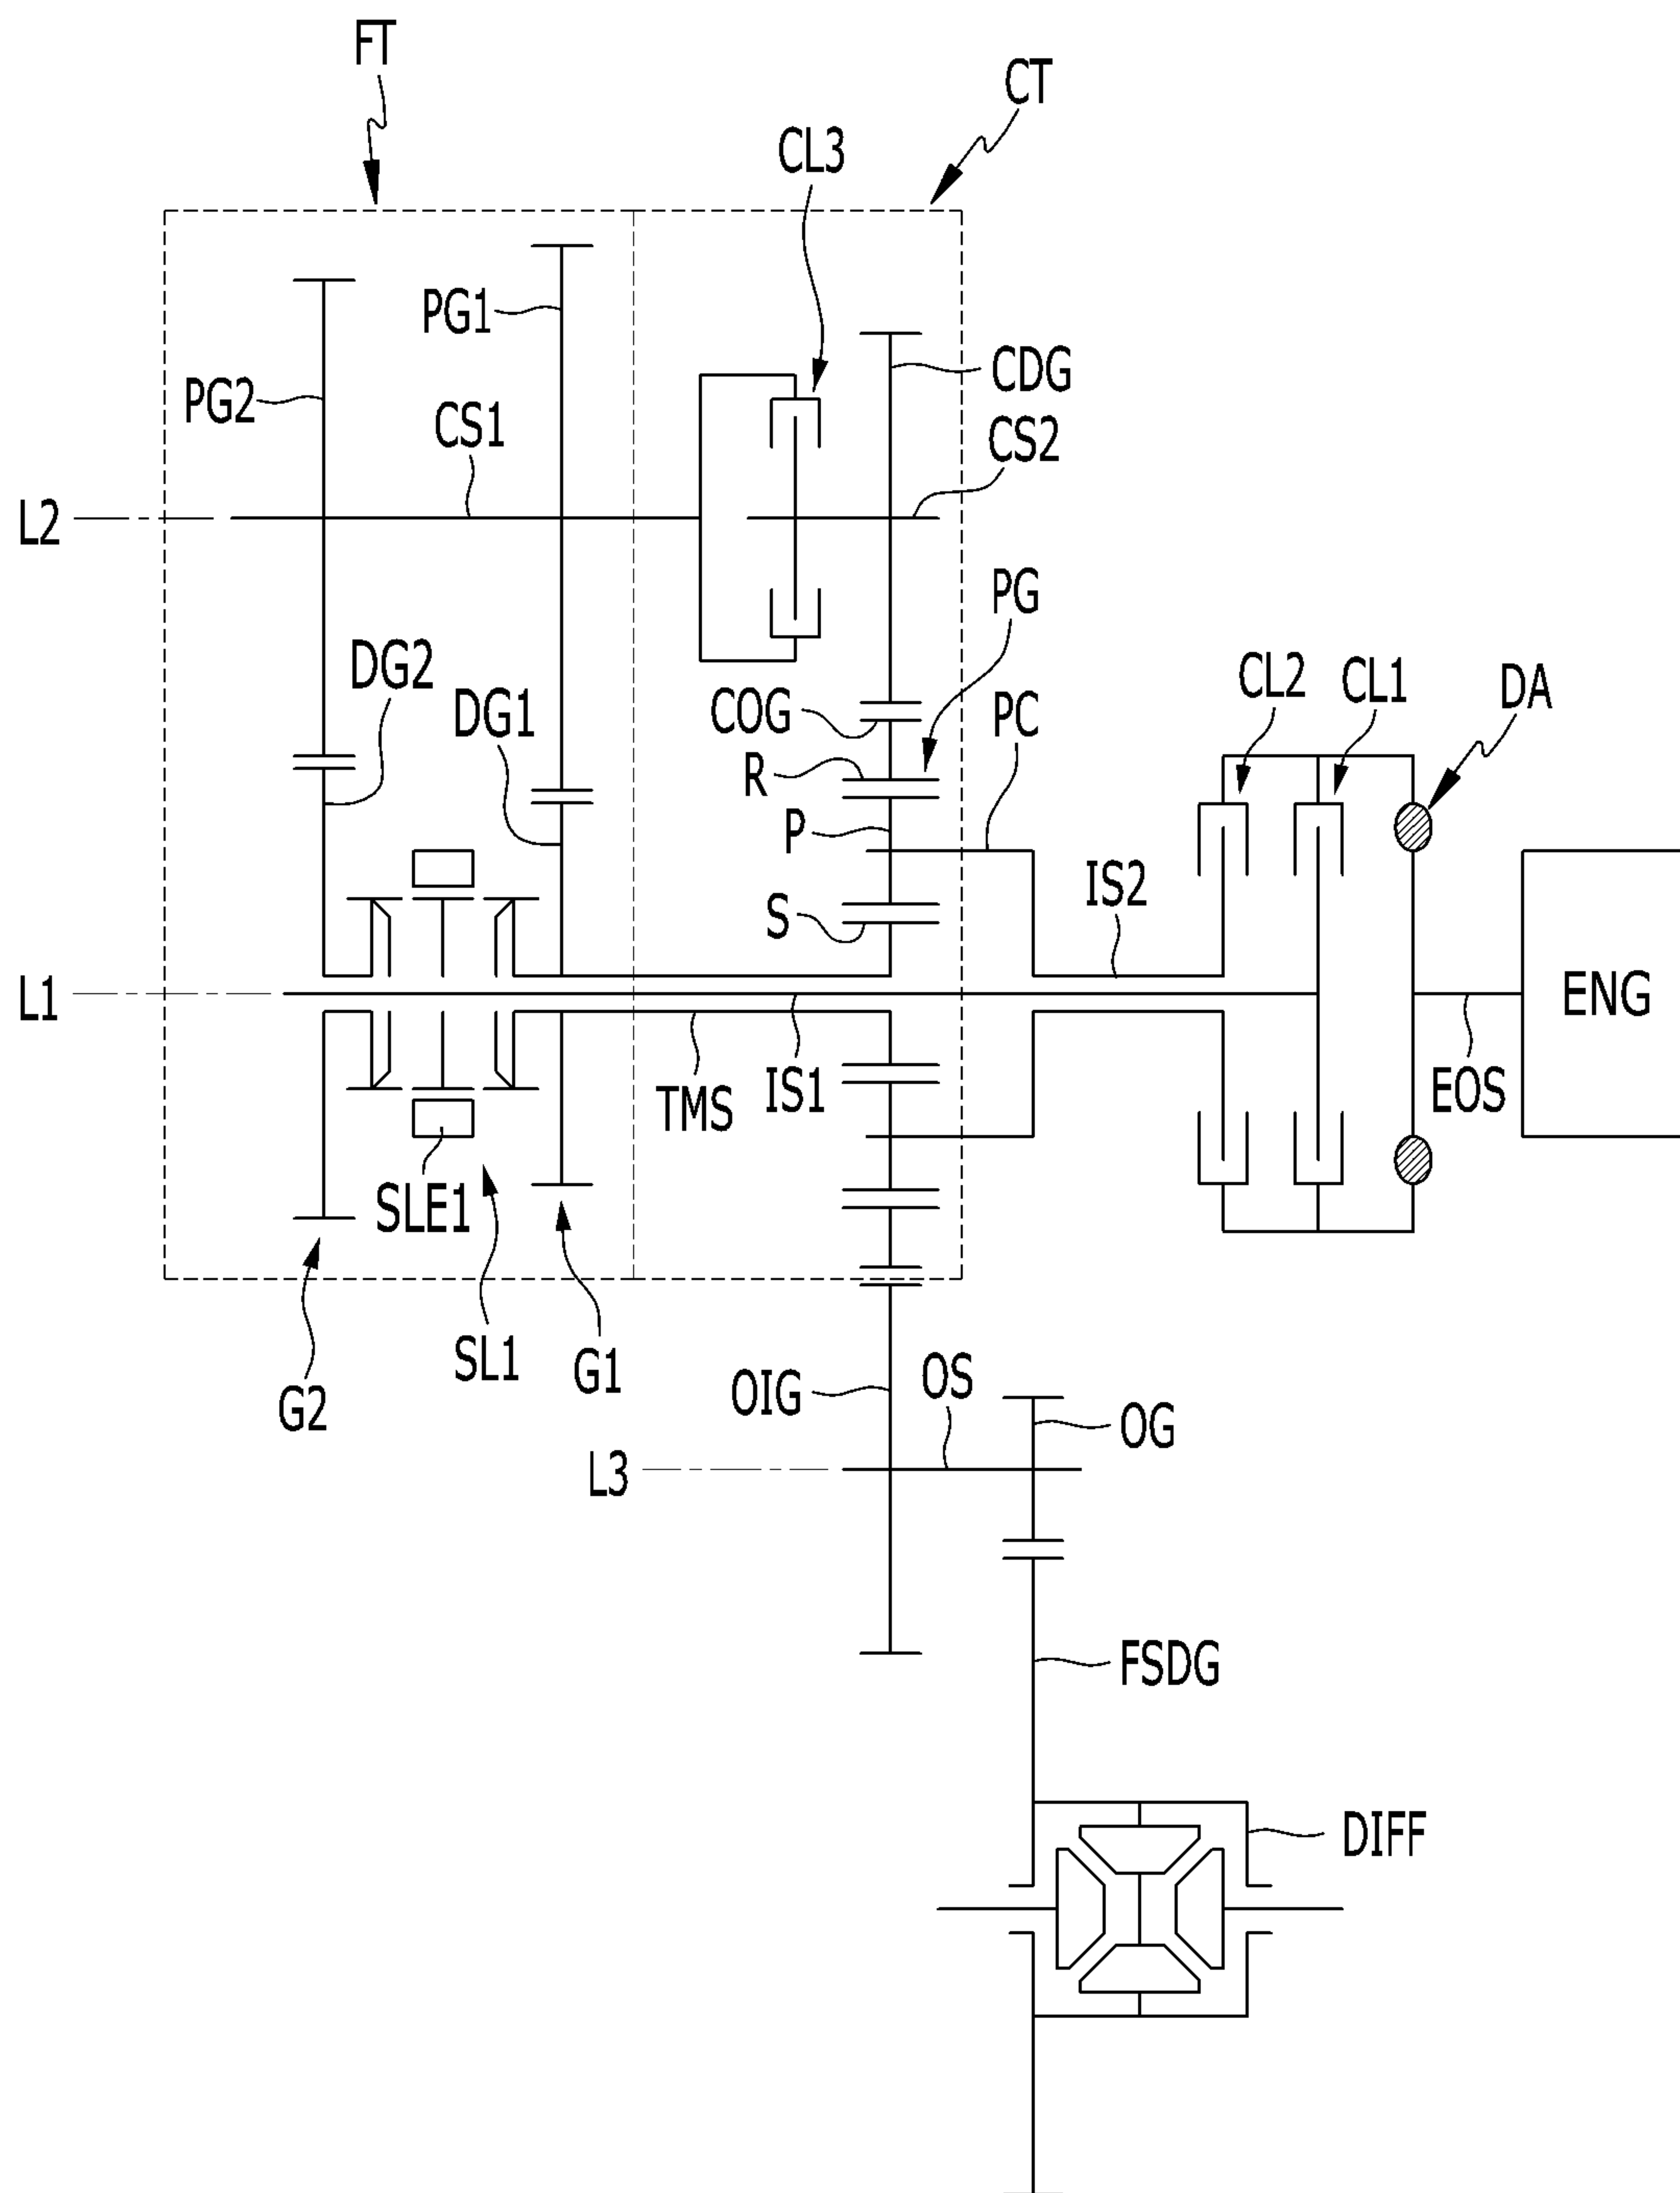 FT
CT
CL3
PG1
CDG
PG2
CS1
CS2
L2
PG
DG2
CL2
CL1
DA
DG1
COG
PC
R
P
IS2
S
L1
ENG
TMS
IS1
EOS
SLE1
SL1
G1
G2
OIG
OS
OG
L3
FSDG
DIFF